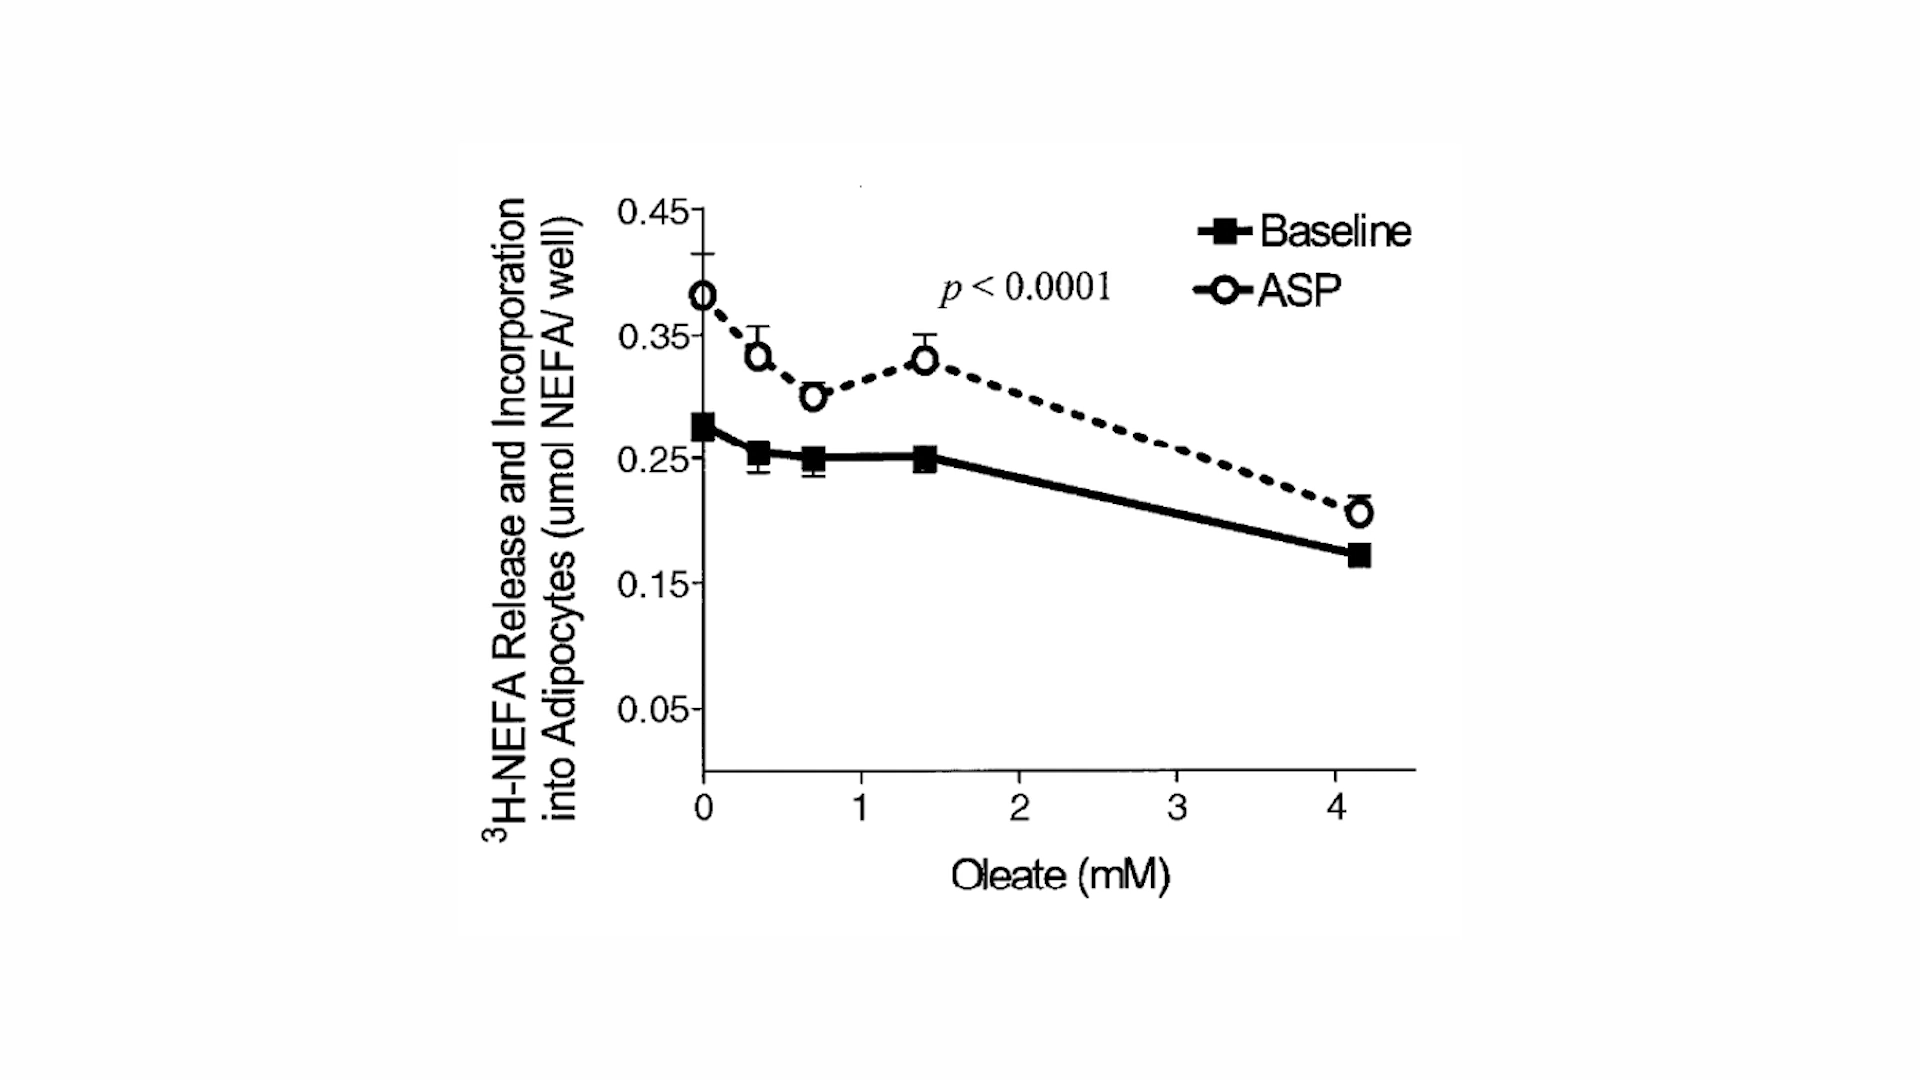 ³H-NEFA Release and Incorporation
into Adipocytes (umol NEFA/ well)
0.45
0.35
0.25
0.15
0.05
p < 0.0001
Baseline
ASP
0 1 2 3 4
Oleate (mM)